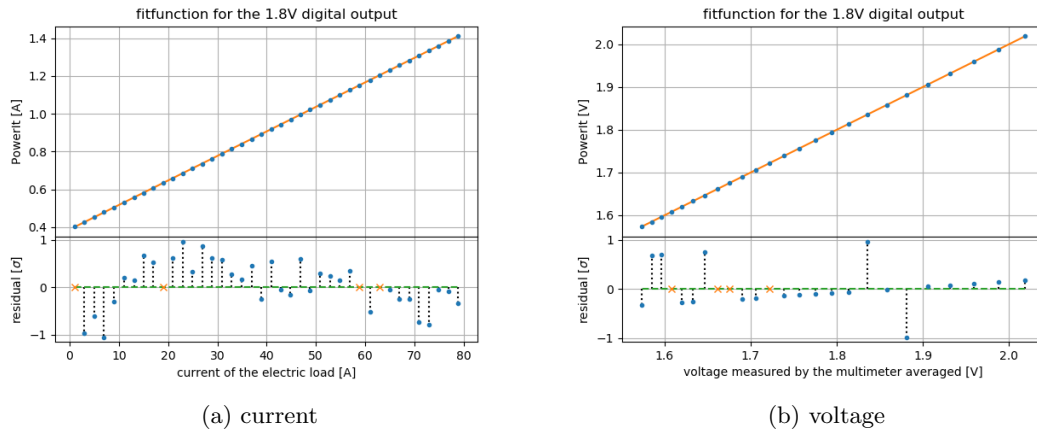 fitfunction for the 1.8V digital output
Powerit [A]
1.4
1.2
1.0
0.8
0.6
0.4
residual [σ]
1
0
−1
0 10 20 30 40 50 60 70 80
current of the electric load [A]
(a) current
fitfunction for the 1.8V digital output
Powerit [V]
2.0
1.9
1.8
1.7
1.6
residual [σ]
1
0
−1
1.6 1.7 1.8 1.9 2.0
voltage measured by the multimeter averaged [V]
(b) voltage